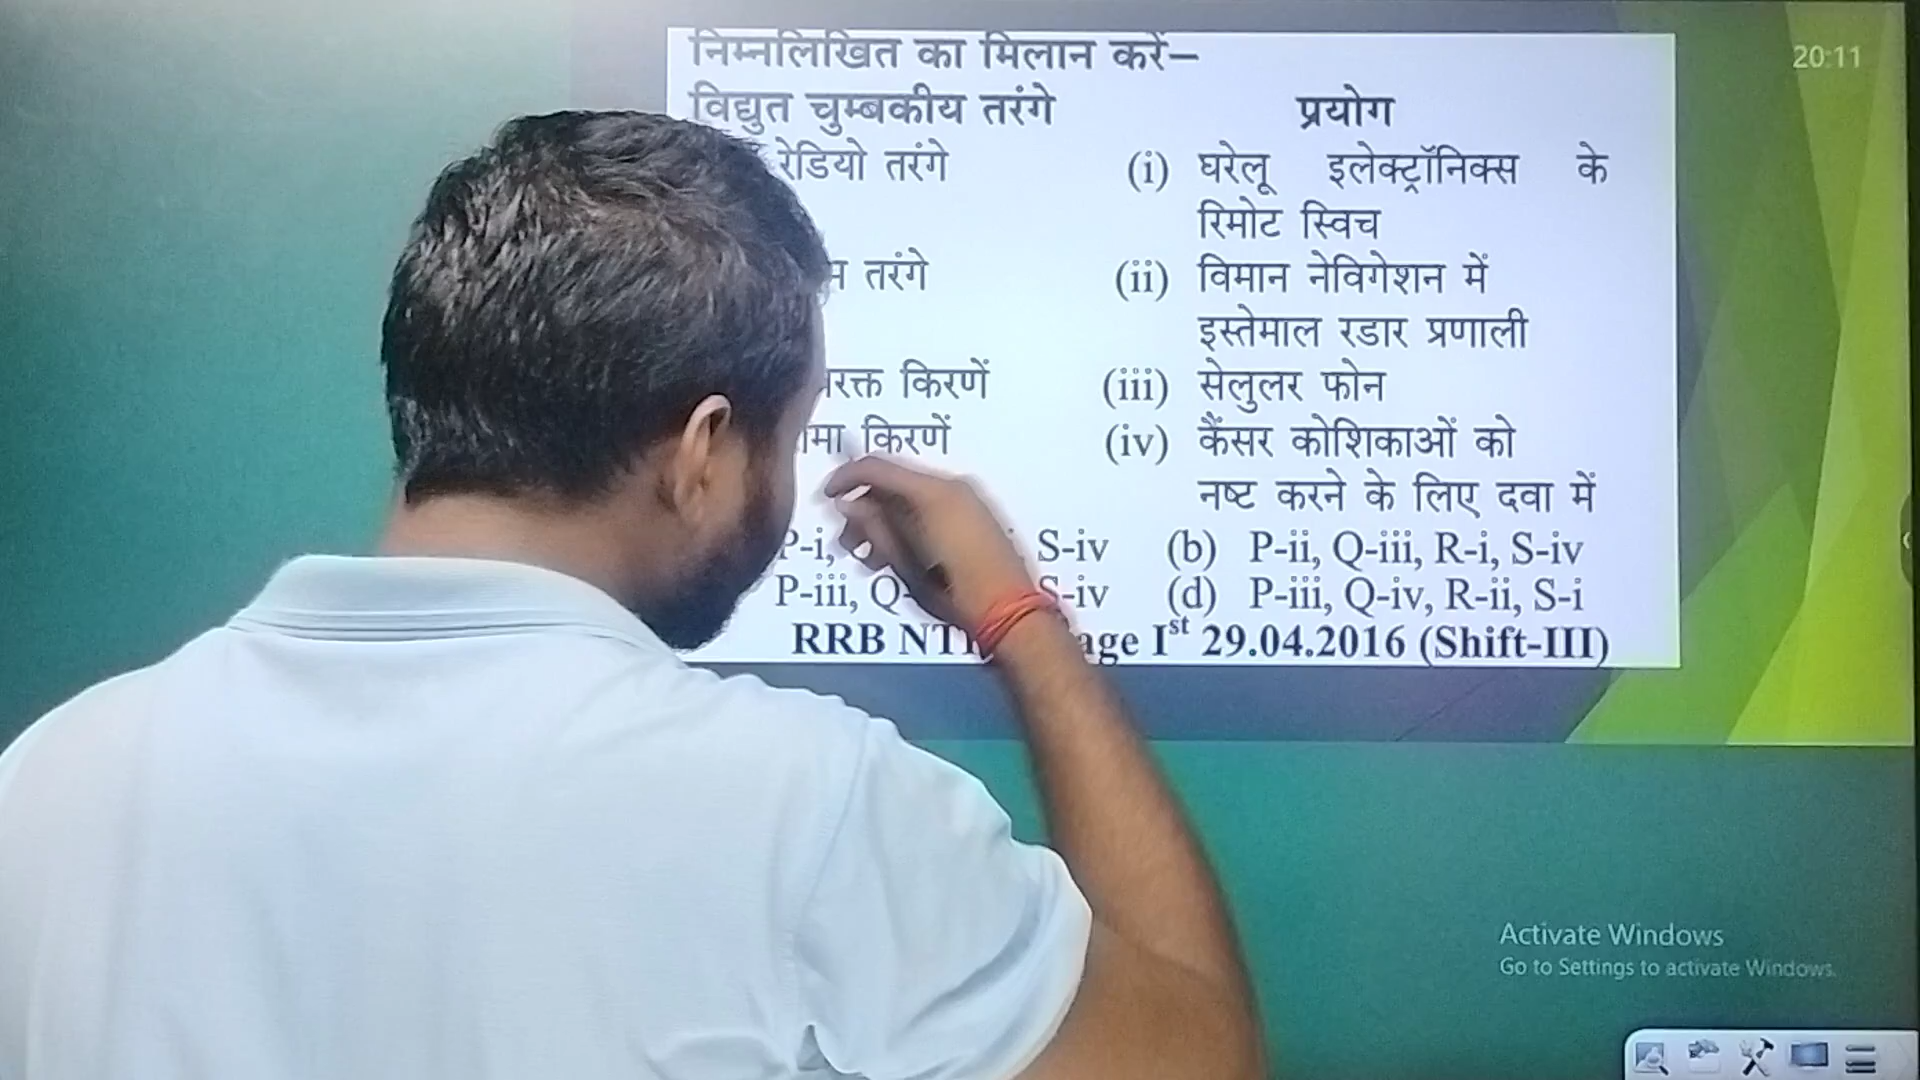 निम्नलिखित का मिलान करें–
विद्युत चुम्बकीय तरंगे प्रयोग
रेडियो तरंगे (i) घरेलू इलेक्ट्रॉनिक्स के
रिमोट स्विच
तरंगे (ii) विमान नेविगेशन में
इस्तेमाल रडार प्रणाली
किरणें (iii) सेलुलर फोन
किरणें (iv) कैंसर कोशिकाओं को
नष्ट करने के लिए दवा में
P-i, S-iv (b) P-ii, Q-iii, R-i, S-iv
P-iii, S-iv (d) P-iii, Q-iv, R-ii, S-i
RRB Ist 29.04.2016 (Shift-III)
20:11
Activate Windows
Go to Settings to activate Windows.